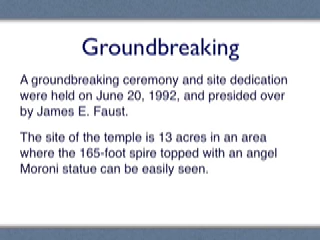 Groundbreaking
A groundbreaking ceremony and site dedication
were held on June 20, 1992, and presided over
by James E. Faust.
The site of the temple is 13 acres in an area
where the 165-foot spire topped with an angel
Moroni statue can be easily seen.